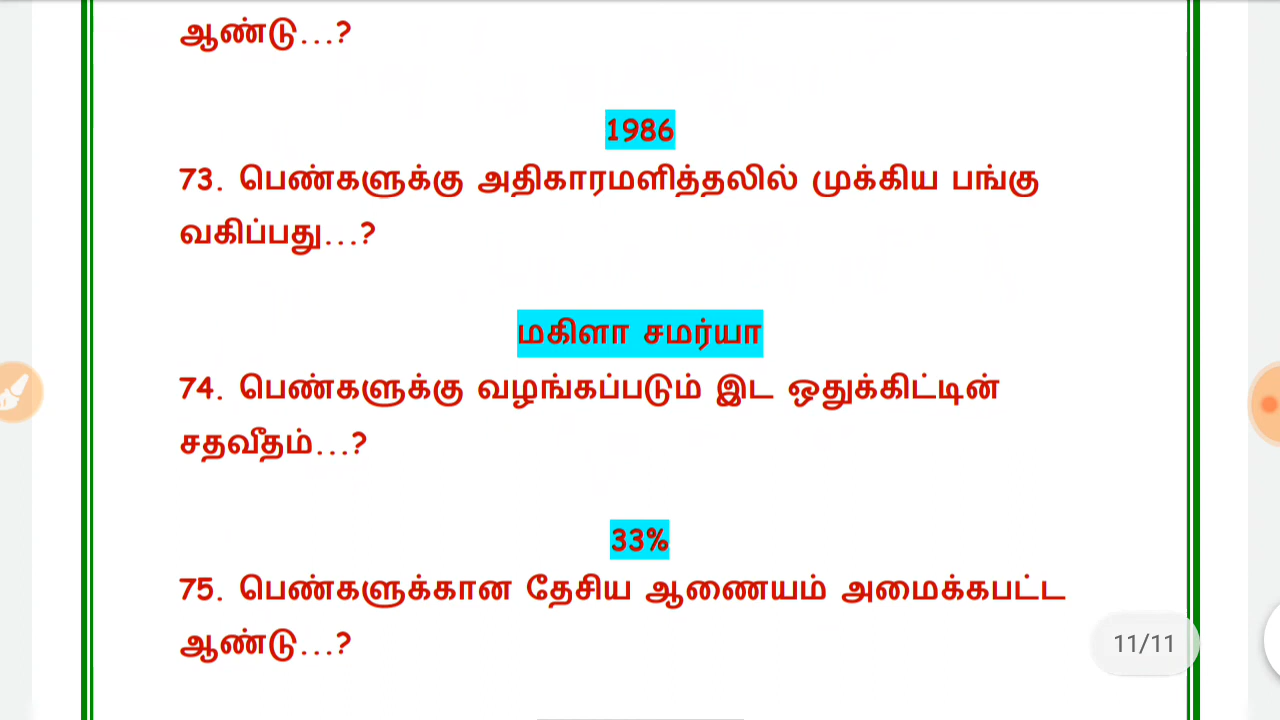 ஆண்டு...?
1986
73. பெண்களுக்கு அதிகாரமளித்தலில் முக்கிய பங்கு
வகிப்பது...?
மகிளா சமர்யா
74. பெண்களுக்கு வழங்கப்படும் இட ஒதுக்கிட்டின்
சதவீதம்...?
33%
75. பெண்களுக்கான தேசிய ஆணையம் அமைக்கபட்ட
ஆண்டு...?
11/11